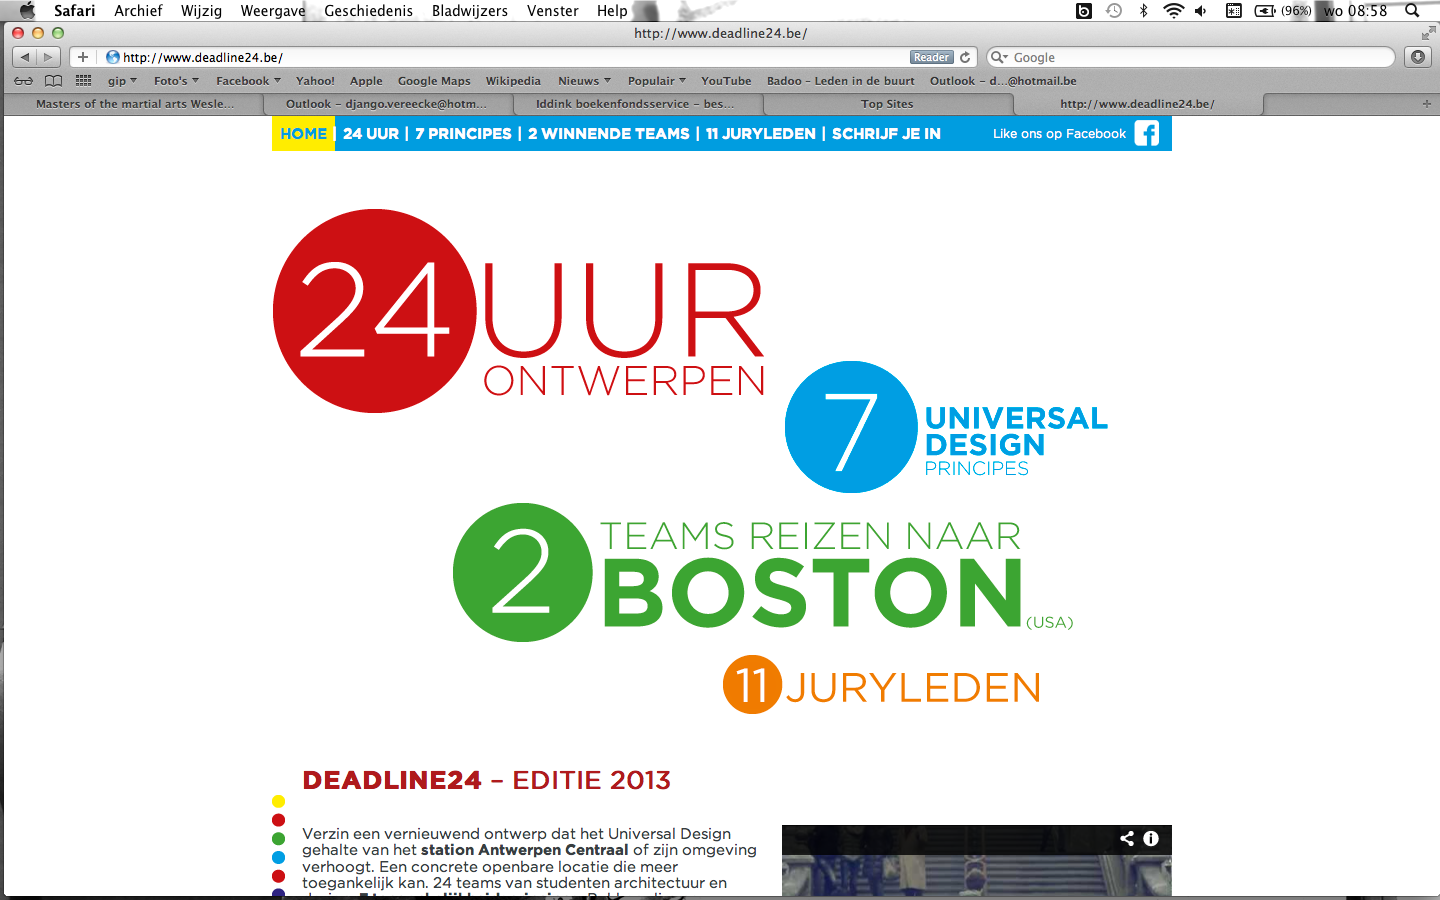 Safari Archief Wijzig Weergave Geschiedenis Bladwijzers Venster Help (96%) wo 08:58
http://www.deadline24.be/
http://www.deadline24.be/ Reader Google
gip Foto's Facebook Yahoo! Apple Google Maps Wikipedia Nieuws Populair YouTube Badoo – Leden in de buurt Outlook – d...@hotmail.be
Masters of the martial arts Wesle... Outlook – django.vereecke@hotm... Iddink boekenfondsservice – bes... Top Sites http://www.deadline24.be/
HOME | 24 UUR | 7 PRINCIPES | 2 WINNENDE TEAMS | 11 JURYLEDEN | SCHRIJF JE IN Like ons op Facebook
24 UUR
ONTWERPEN
7 UNIVERSAL
DESIGN
PRINCIPES
2 TEAMS REIZEN NAAR
BOSTON (USA)
11 JURYLEDEN
DEADLINE24 – EDITIE 2013
Verzin een vernieuwend ontwerp dat het Universal Design
gehalte van het station Antwerpen Centraal of zijn omgeving
verhoogt. Een concrete openbare locatie die meer
toegankelijk kan. 24 teams van studenten architectuur en